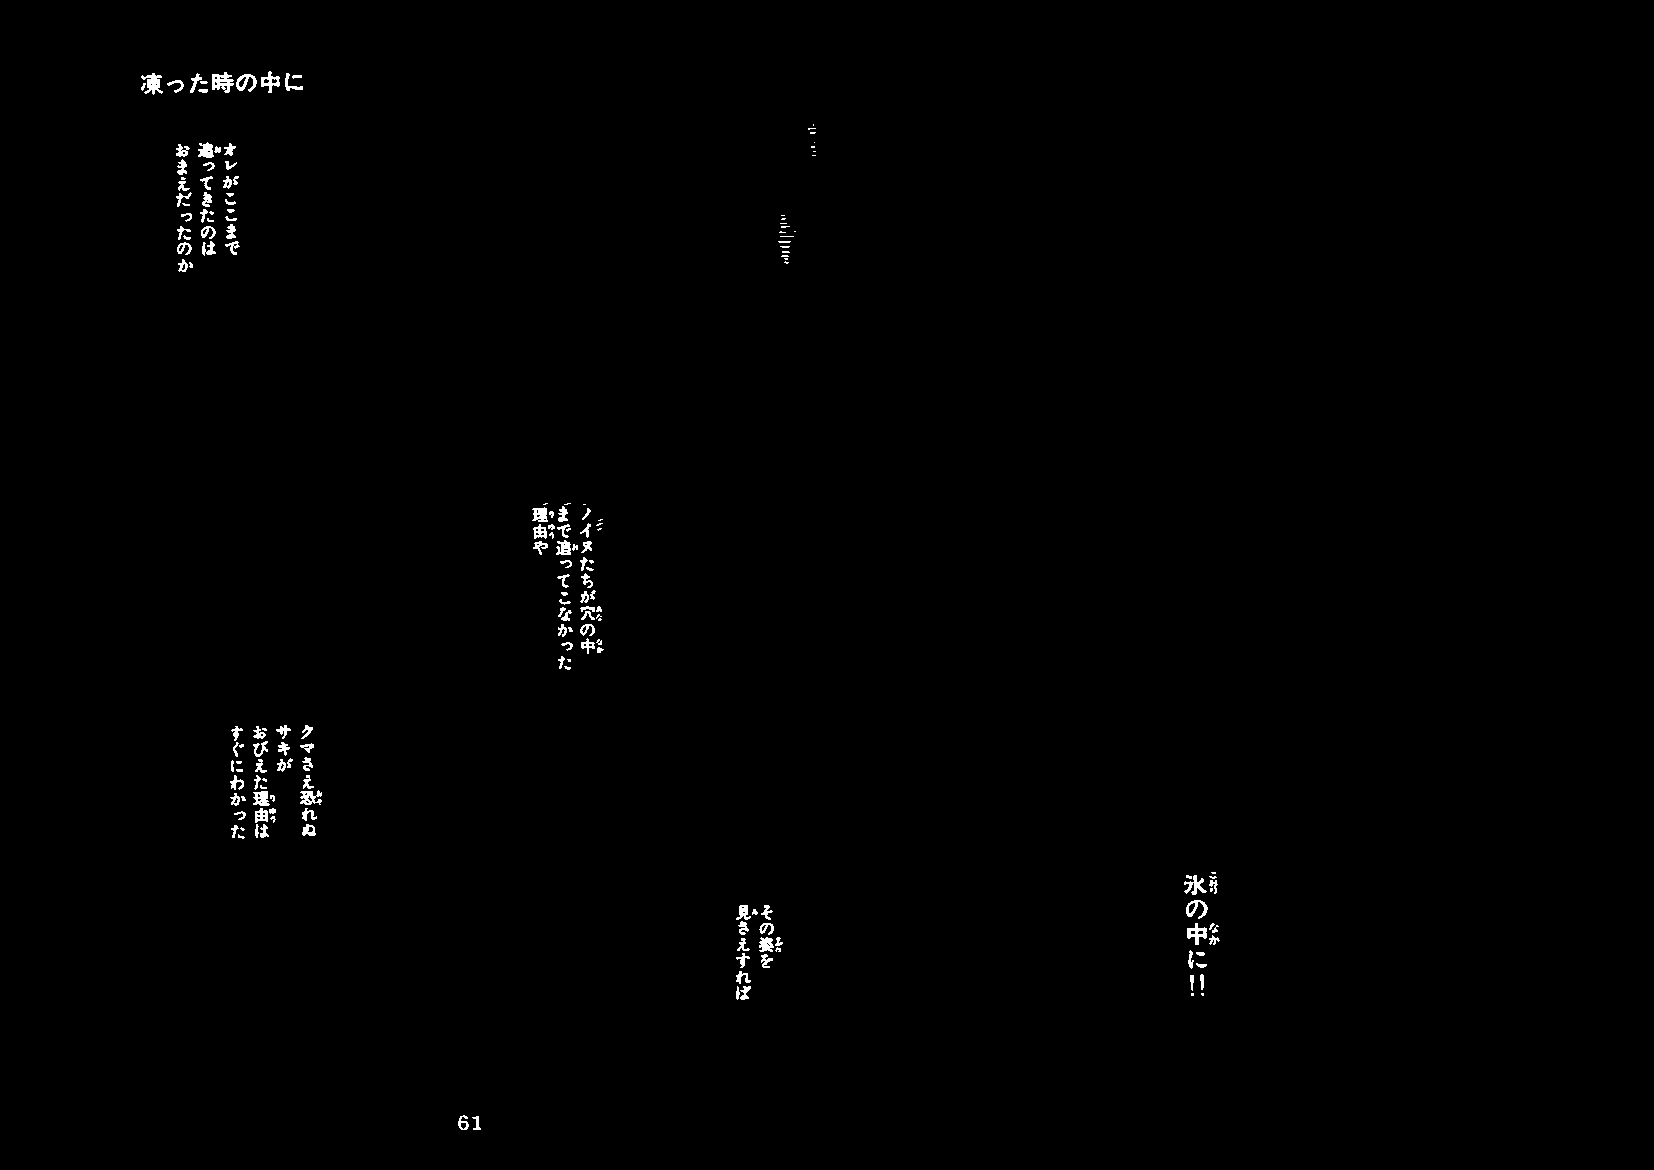 凍った時の中に
氷の中に!!
その姿を
見さえすれば
ノイヌたちが穴の中
まで追ってこなかった
理由や
クマさえ恐れぬ
サキが
おびえた理由は
すぐにわかった
オレがここまで
追ってきたのは
おまえだったのか
61